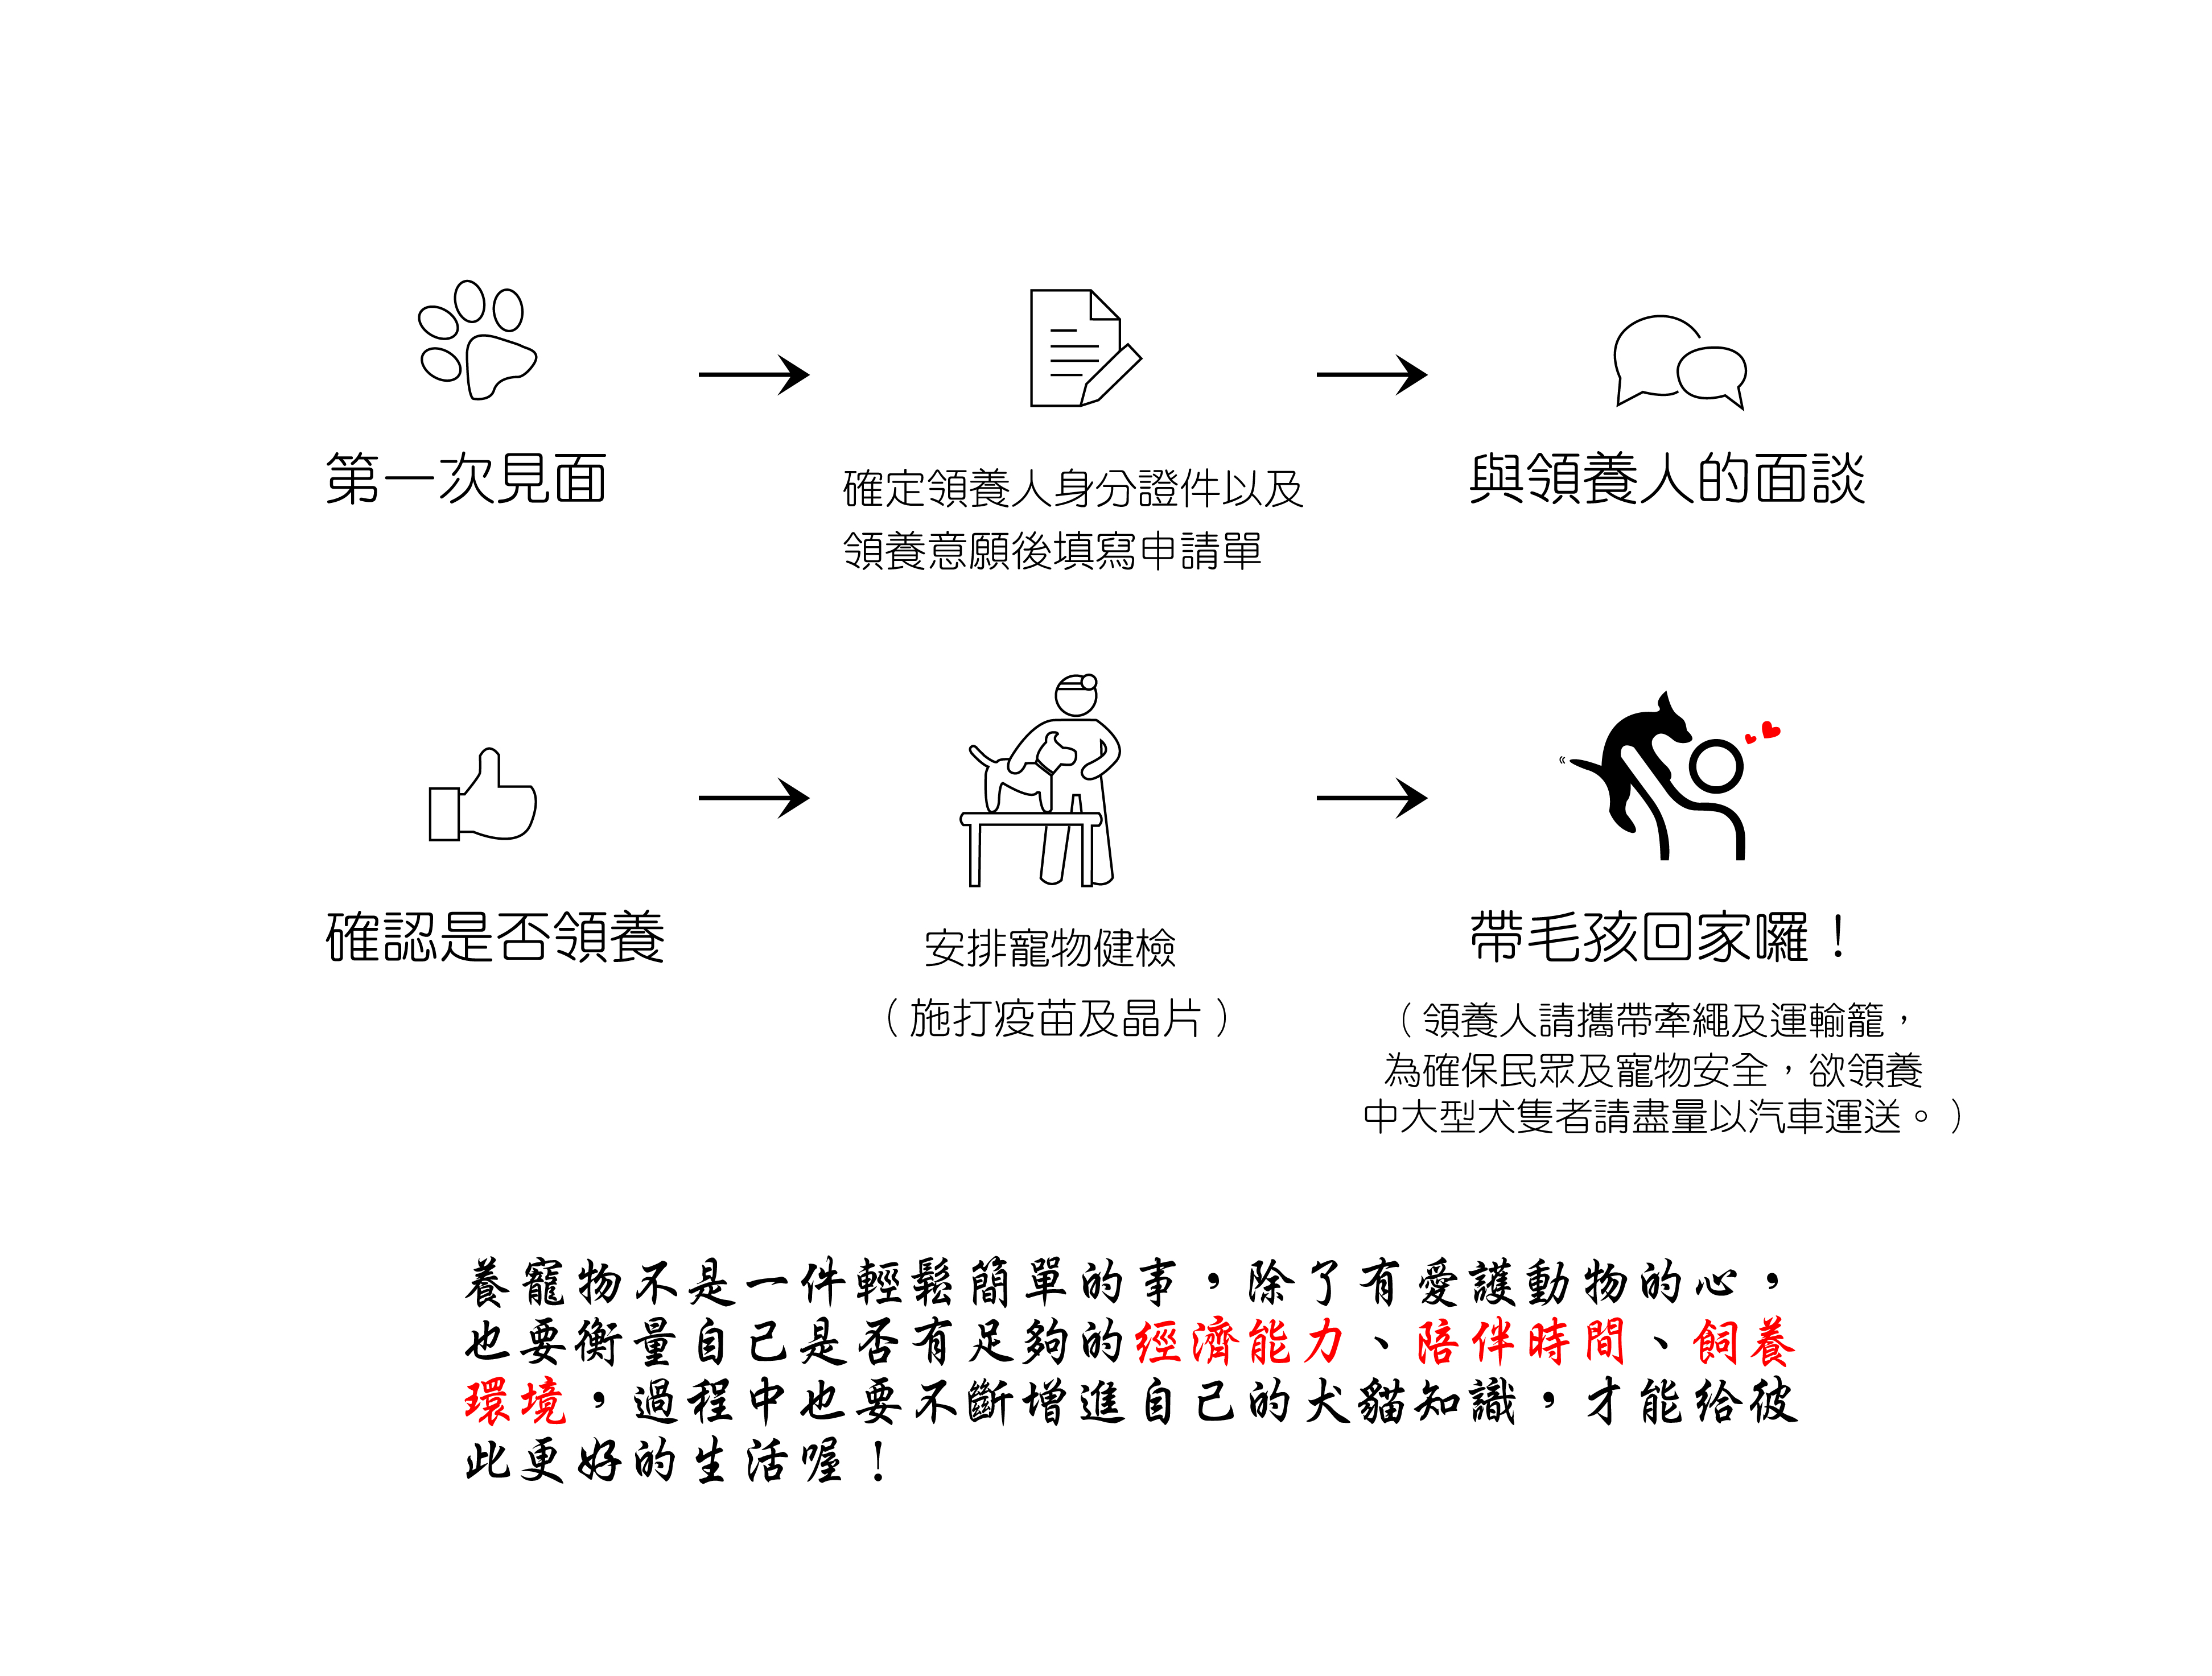 第一次見面
確定領養人身分證件以及
領養意願後填寫申請單
與領養人的面談
確認是否領養
安排寵物健檢
（施打疫苗及晶片）
帶毛孩回家囉！
（領養人請攜帶牽繩及運輸籠，
為確保民眾及寵物安全，欲領養
中大型犬隻者請盡量以汽車運送。）
養寵物不是一件輕鬆簡單的事，除了有愛護動物的心，
也要衡量自己是否有足夠的經濟能力、陪伴時間、飼養
環境，過程中也要不斷增進自己的犬貓知識，才能給彼
此更好的生活喔！